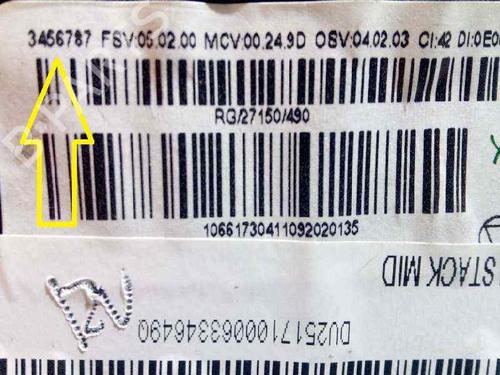 3456787 FSV:05.02.00 MCV:00.24.9D OSV:04.02.03 CI:42 DI:0E0
RG/27150/490
10661730411092020135
STACK MID
DU2517100063346490